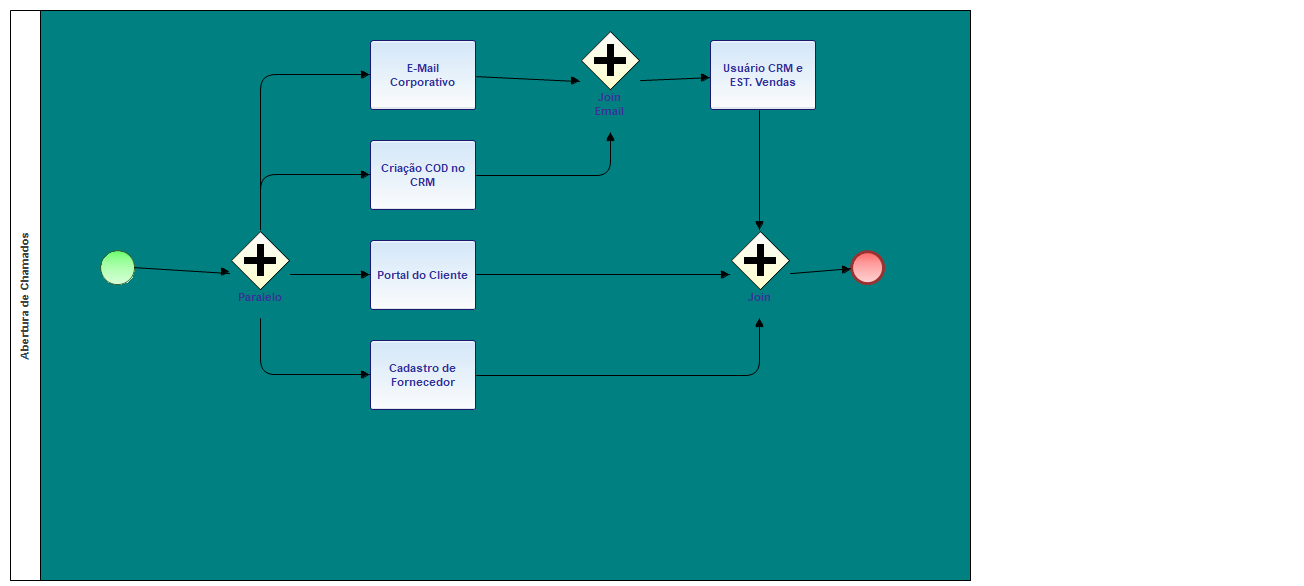 Abertura de Chamados
E-Mail
Corporativo
Join
Email
Usuário CRM e
EST. Vendas
Criação COD no
CRM
Paralelo
Portal do Cliente
Join
Cadastro de
Fornecedor